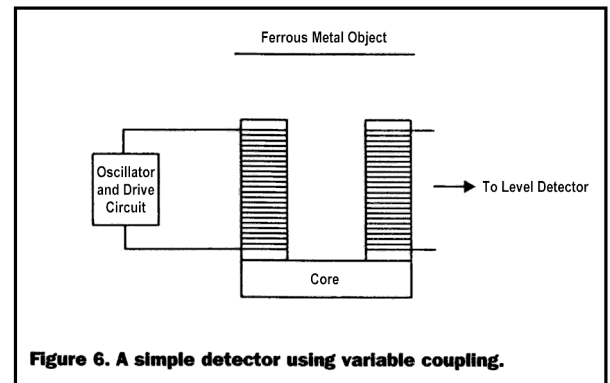 Ferrous Metal Object
Oscillator
and Drive
Circuit
To Level Detector
Core
Figure 6. A simple detector using variable coupling.